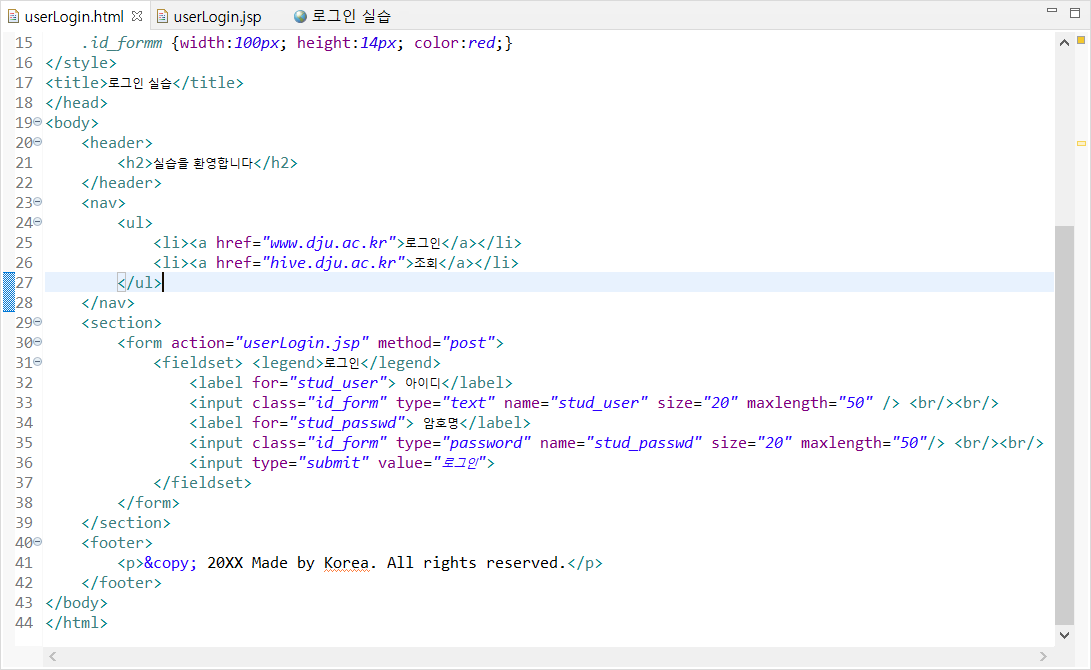 userLogin.html userLogin.jsp 로그인 실습
15 .id_formm {width:100px; height:14px; color:red;}
16 </style>
17 <title>로그인 실습</title>
18 </head>
19 <body>
20 <header>
21 <h2>실습을 환영합니다</h2>
22 </header>
23 <nav>
24 <ul>
25 <li><a href="www.dju.ac.kr">로그인</a></li>
26 <li><a href="hive.dju.ac.kr">조회</a></li>
27 </ul>
28 </nav>
29 <section>
30 <form action="userLogin.jsp" method="post">
31 <fieldset> <legend>로그인</legend>
32 <label for="stud_user"> 아이디</label>
33 <input class="id_form" type="text" name="stud_user" size="20" maxlength="50" /> <br/><br/>
34 <label for="stud_passwd"> 암호명</label>
35 <input class="id_form" type="password" name="stud_passwd" size="20" maxlength="50"/> <br/><br/>
36 <input type="submit" value="로그인">
37 </fieldset>
38 </form>
39 </section>
40 <footer>
41 <p>&copy; 20XX Made by Korea. All rights reserved.</p>
42 </footer>
43 </body>
44 </html>